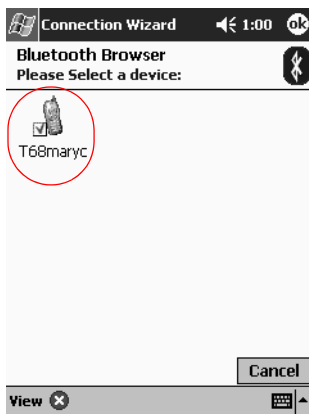 Connection Wizard 1:00 ok
Bluetooth Browser
Please Select a device:
T68maryc
Cancel
View